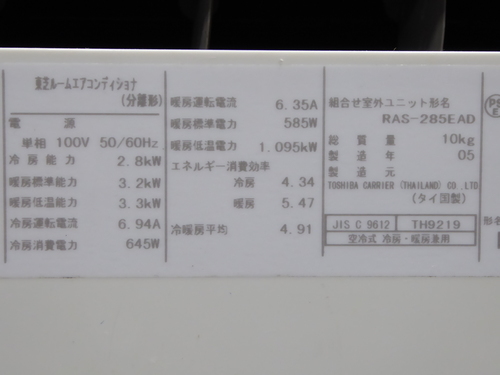 東芝ルームエアコンディショナ
(分離形)
電源
単相 100V 50/60Hz
冷房能力 2.8kW
暖房標準能力 3.2kW
暖房低温能力 3.3kW
冷房運転電流 6.94A
冷房消費電力 645W
暖房運転電流 6.35A
暖房標準電力 585W
暖房低温電力 1.095kW
エネルギー消費効率
冷房 4.34
暖房 5.47
冷暖房平均 4.91
組合せ室外ユニット形名
RAS-285EAD
総質量 10kg
製造年 05
製造元
TOSHIBA CARRIER (THAILAND) CO.,LTD
(タイ国製)
JIS C 9612 TH9219
空冷式 冷房・暖房兼用
PS
E
形名